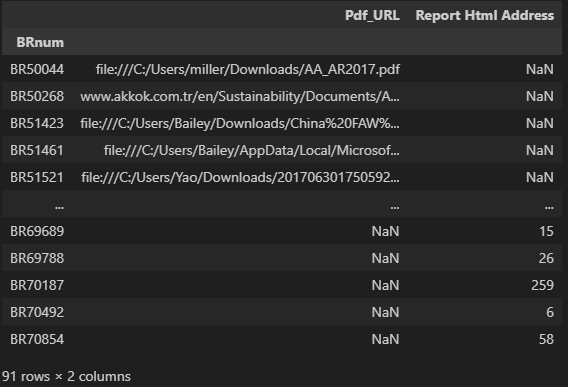 Pdf_URL Report Html Address
BRnum
BR50044 file:///C:/Users/miller/Downloads/AA_AR2017.pdf NaN
BR50268 www.akkok.com.tr/en/Sustainability/Documents/A... NaN
BR51423 file:///C:/Users/Bailey/Downloads/China%20FAW%... NaN
BR51461 file:///C:/Users/Bailey/AppData/Local/Microsof... NaN
BR51521 file:///C:/Users/Yao/Downloads/201706301750592... NaN
... ... ...
BR69689 NaN 15
BR69788 NaN 26
BR70187 NaN 259
BR70492 NaN 6
BR70854 NaN 58
91 rows × 2 columns